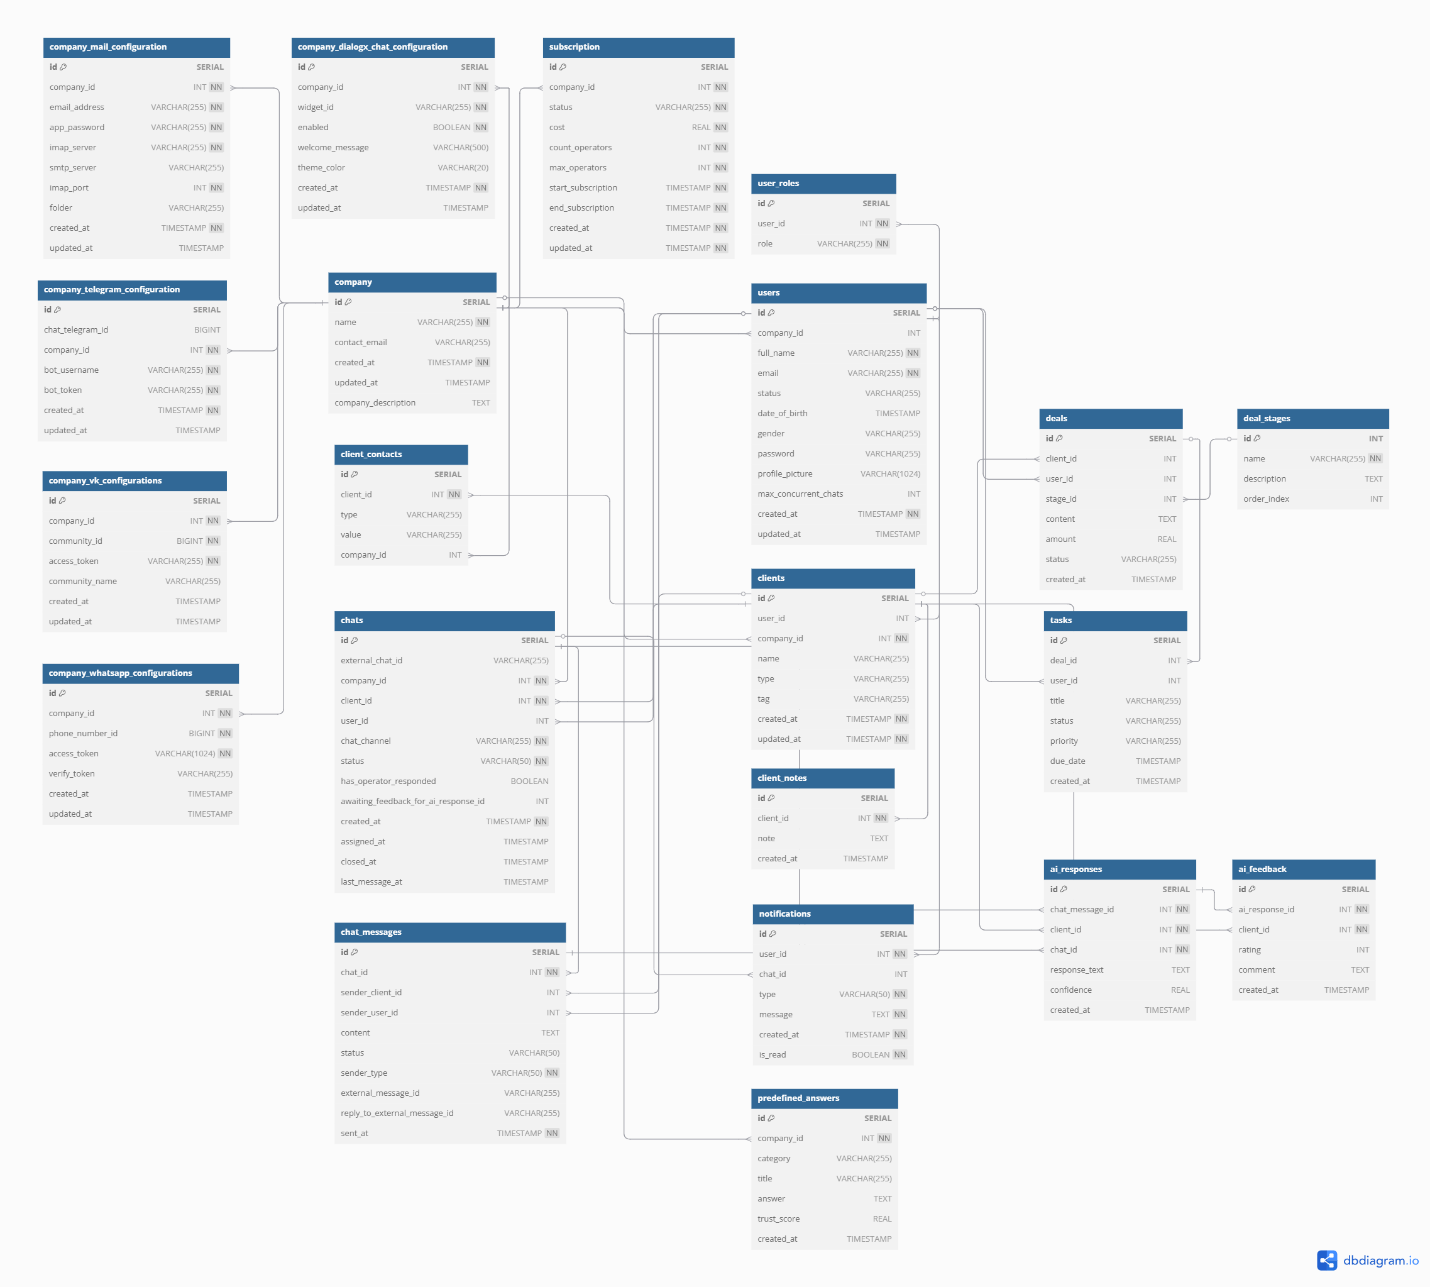 company_mail_configuration
id SERIAL
company_id INT NN
email_address VARCHAR(255) NN
app_password VARCHAR(255) NN
imap_server VARCHAR(255) NN
smtp_server VARCHAR(255)
imap_port INT NN
folder VARCHAR(255)
created_at TIMESTAMP NN
updated_at TIMESTAMP
company_dialogx_chat_configuration
id SERIAL
company_id INT NN
widget_id VARCHAR(255) NN
enabled BOOLEAN NN
welcome_message VARCHAR(500)
theme_color VARCHAR(20)
created_at TIMESTAMP NN
updated_at TIMESTAMP
subscription
id SERIAL
company_id INT NN
status VARCHAR(255) NN
cost REAL NN
count_operators INT NN
max_operators INT NN
start_subscription TIMESTAMP NN
end_subscription TIMESTAMP NN
created_at TIMESTAMP NN
updated_at TIMESTAMP NN
user_roles
id SERIAL
user_id INT NN
role VARCHAR(255) NN
company_telegram_configuration
id SERIAL
chat_telegram_id BIGINT
company_id INT NN
bot_username VARCHAR(255) NN
bot_token VARCHAR(255) NN
created_at TIMESTAMP NN
updated_at TIMESTAMP
company
id SERIAL
name VARCHAR(255) NN
contact_email VARCHAR(255)
created_at TIMESTAMP NN
updated_at TIMESTAMP
company_description TEXT
users
id SERIAL
company_id INT
full_name VARCHAR(255) NN
email VARCHAR(255) NN
status VARCHAR(255)
date_of_birth TIMESTAMP
gender VARCHAR(255)
password VARCHAR(255)
profile_picture VARCHAR(1024)
max_concurrent_chats INT
created_at TIMESTAMP NN
updated_at TIMESTAMP
deals
id SERIAL
client_id INT
user_id INT
stage_id INT
content TEXT
amount REAL
status VARCHAR(255)
created_at TIMESTAMP
deal_stages
id INT
name VARCHAR(255) NN
description TEXT
order_index INT
company_vk_configurations
id SERIAL
company_id INT NN
community_id BIGINT NN
access_token VARCHAR(255) NN
community_name VARCHAR(255)
created_at TIMESTAMP
updated_at TIMESTAMP
client_contacts
id SERIAL
client_id INT NN
type VARCHAR(255)
value VARCHAR(255)
company_id INT
clients
id SERIAL
user_id INT
company_id INT NN
name VARCHAR(255)
type VARCHAR(255)
tag VARCHAR(255)
created_at TIMESTAMP NN
updated_at TIMESTAMP NN
chats
id SERIAL
external_chat_id VARCHAR(255)
company_id INT NN
client_id INT NN
user_id INT
chat_channel VARCHAR(255) NN
status VARCHAR(50) NN
has_operator_responded BOOLEAN
awaiting_feedback_for_ai_response_id INT
created_at TIMESTAMP NN
assigned_at TIMESTAMP
closed_at TIMESTAMP
last_message_at TIMESTAMP
tasks
id SERIAL
deal_id INT
user_id INT
title VARCHAR(255)
status VARCHAR(255)
priority VARCHAR(255)
due_date TIMESTAMP
created_at TIMESTAMP
company_whatsapp_configurations
id SERIAL
company_id INT NN
phone_number_id BIGINT NN
access_token VARCHAR(1024) NN
verify_token VARCHAR(255)
created_at TIMESTAMP
updated_at TIMESTAMP
client_notes
id SERIAL
client_id INT NN
note TEXT
created_at TIMESTAMP
ai_responses
id SERIAL
chat_message_id INT NN
client_id INT NN
chat_id INT NN
response_text TEXT
confidence REAL
created_at TIMESTAMP
ai_feedback
id SERIAL
ai_response_id INT NN
client_id INT NN
rating INT
comment TEXT
created_at TIMESTAMP
chat_messages
id SERIAL
chat_id INT NN
sender_client_id INT
sender_user_id INT
content TEXT
status VARCHAR(50)
sender_type VARCHAR(50) NN
external_message_id VARCHAR(255)
reply_to_external_message_id VARCHAR(255)
sent_at TIMESTAMP NN
notifications
id SERIAL
user_id INT NN
chat_id INT
type VARCHAR(50) NN
message TEXT NN
created_at TIMESTAMP NN
is_read BOOLEAN NN
predefined_answers
id SERIAL
company_id INT NN
category VARCHAR(255)
title VARCHAR(255)
answer TEXT
trust_score REAL
created_at TIMESTAMP
dbdiagram.io